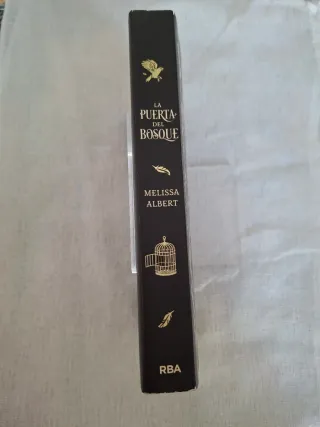 LA
PUERTA
DEL
BOSQUE
MELISSA
ALBERT
RBA